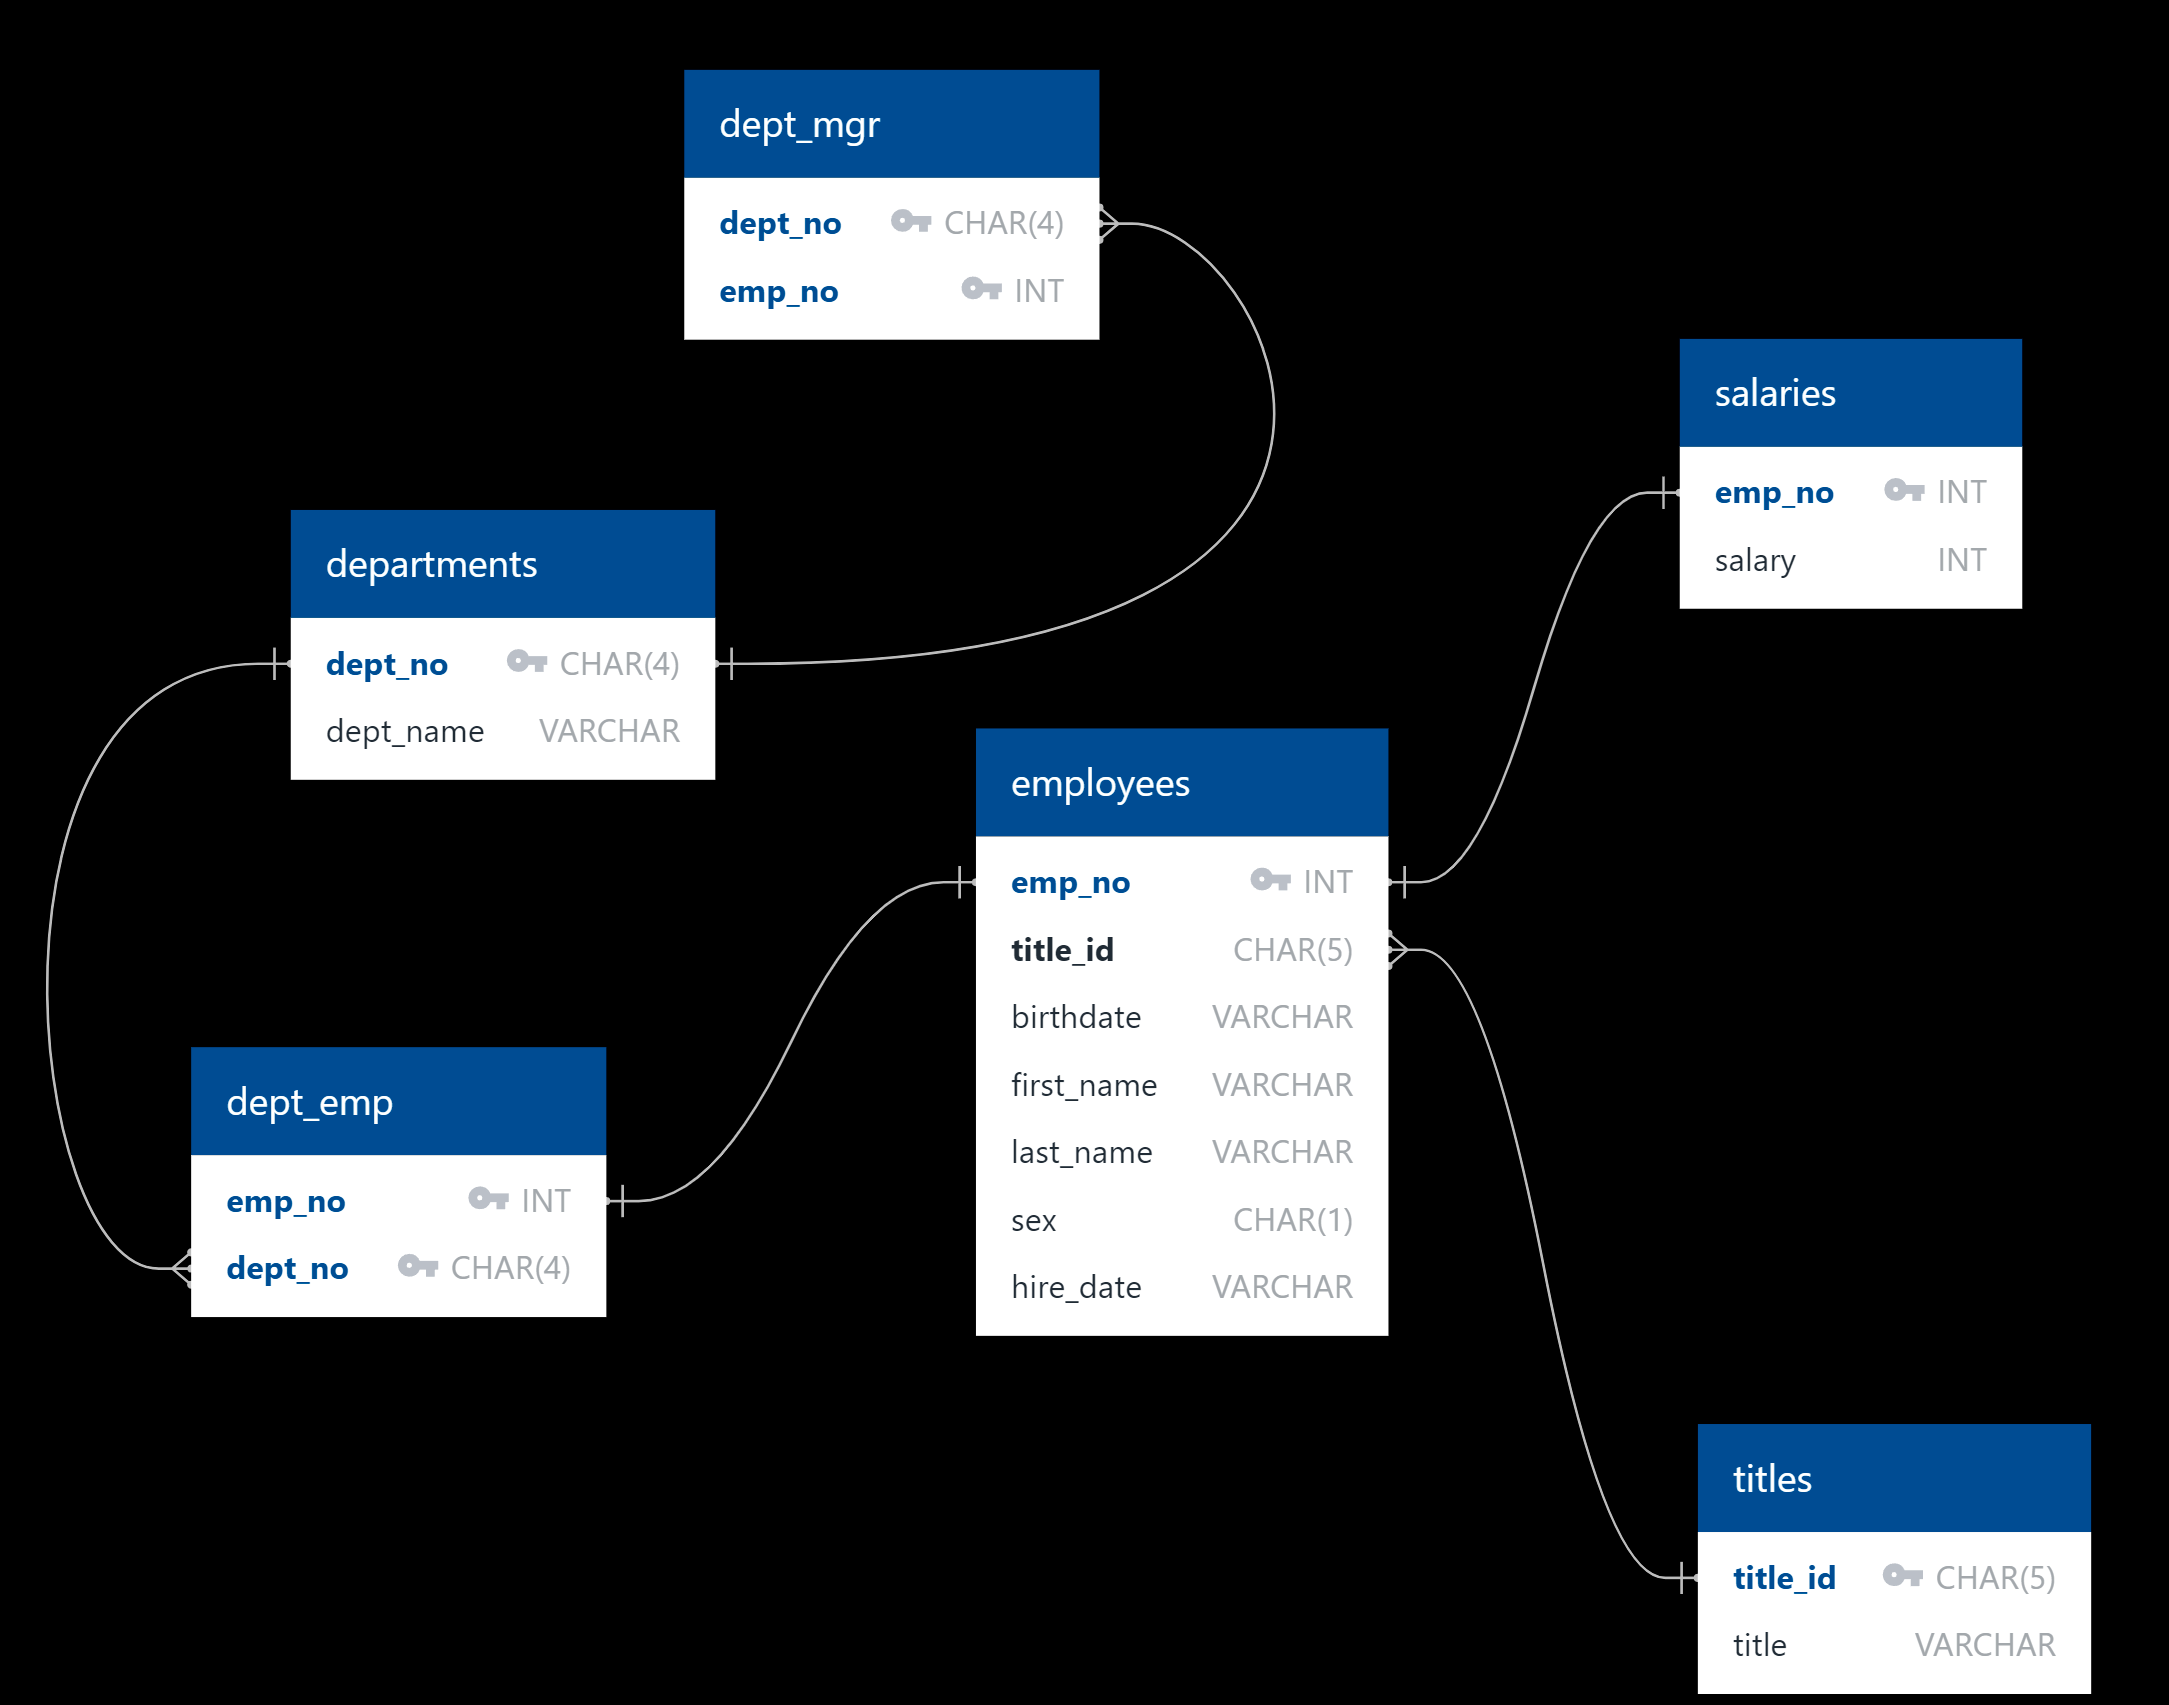 dept_mgr
dept_no CHAR(4)
emp_no INT
salaries
emp_no INT
salary INT
departments
dept_no CHAR(4)
dept_name VARCHAR
employees
emp_no INT
title_id CHAR(5)
birthdate VARCHAR
first_name VARCHAR
last_name VARCHAR
sex CHAR(1)
hire_date VARCHAR
dept_emp
emp_no INT
dept_no CHAR(4)
titles
title_id CHAR(5)
title VARCHAR